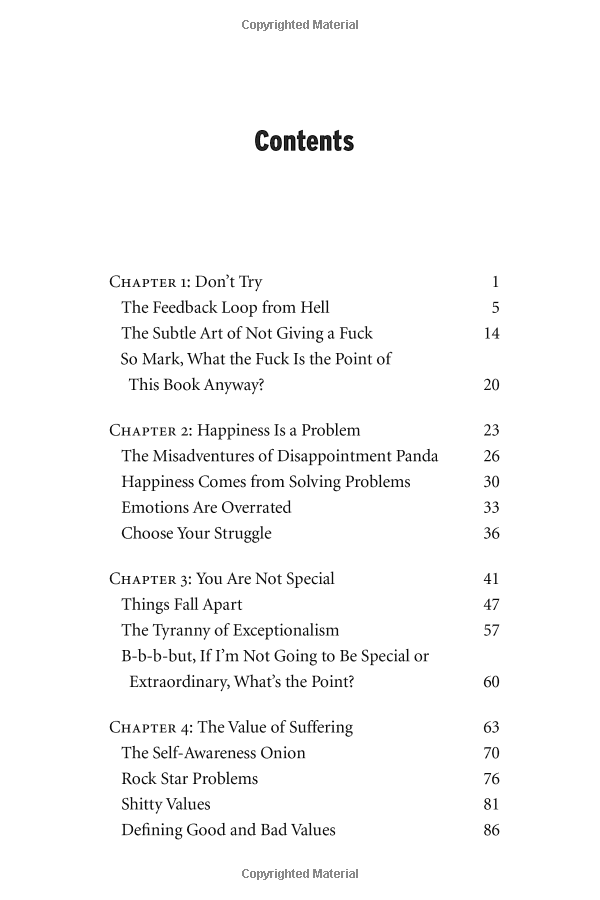 Copyrighted Material
Contents
Chapter 1: Don’t Try 1
The Feedback Loop from Hell 5
The Subtle Art of Not Giving a Fuck 14
So Mark, What the Fuck Is the Point of
This Book Anyway? 20
Chapter 2: Happiness Is a Problem 23
The Misadventures of Disappointment Panda 26
Happiness Comes from Solving Problems 30
Emotions Are Overrated 33
Choose Your Struggle 36
Chapter 3: You Are Not Special 41
Things Fall Apart 47
The Tyranny of Exceptionalism 57
B-b-b-but, If I’m Not Going to Be Special or
Extraordinary, What’s the Point? 60
Chapter 4: The Value of Suffering 63
The Self-Awareness Onion 70
Rock Star Problems 76
Shitty Values 81
Defining Good and Bad Values 86
Copyrighted Material